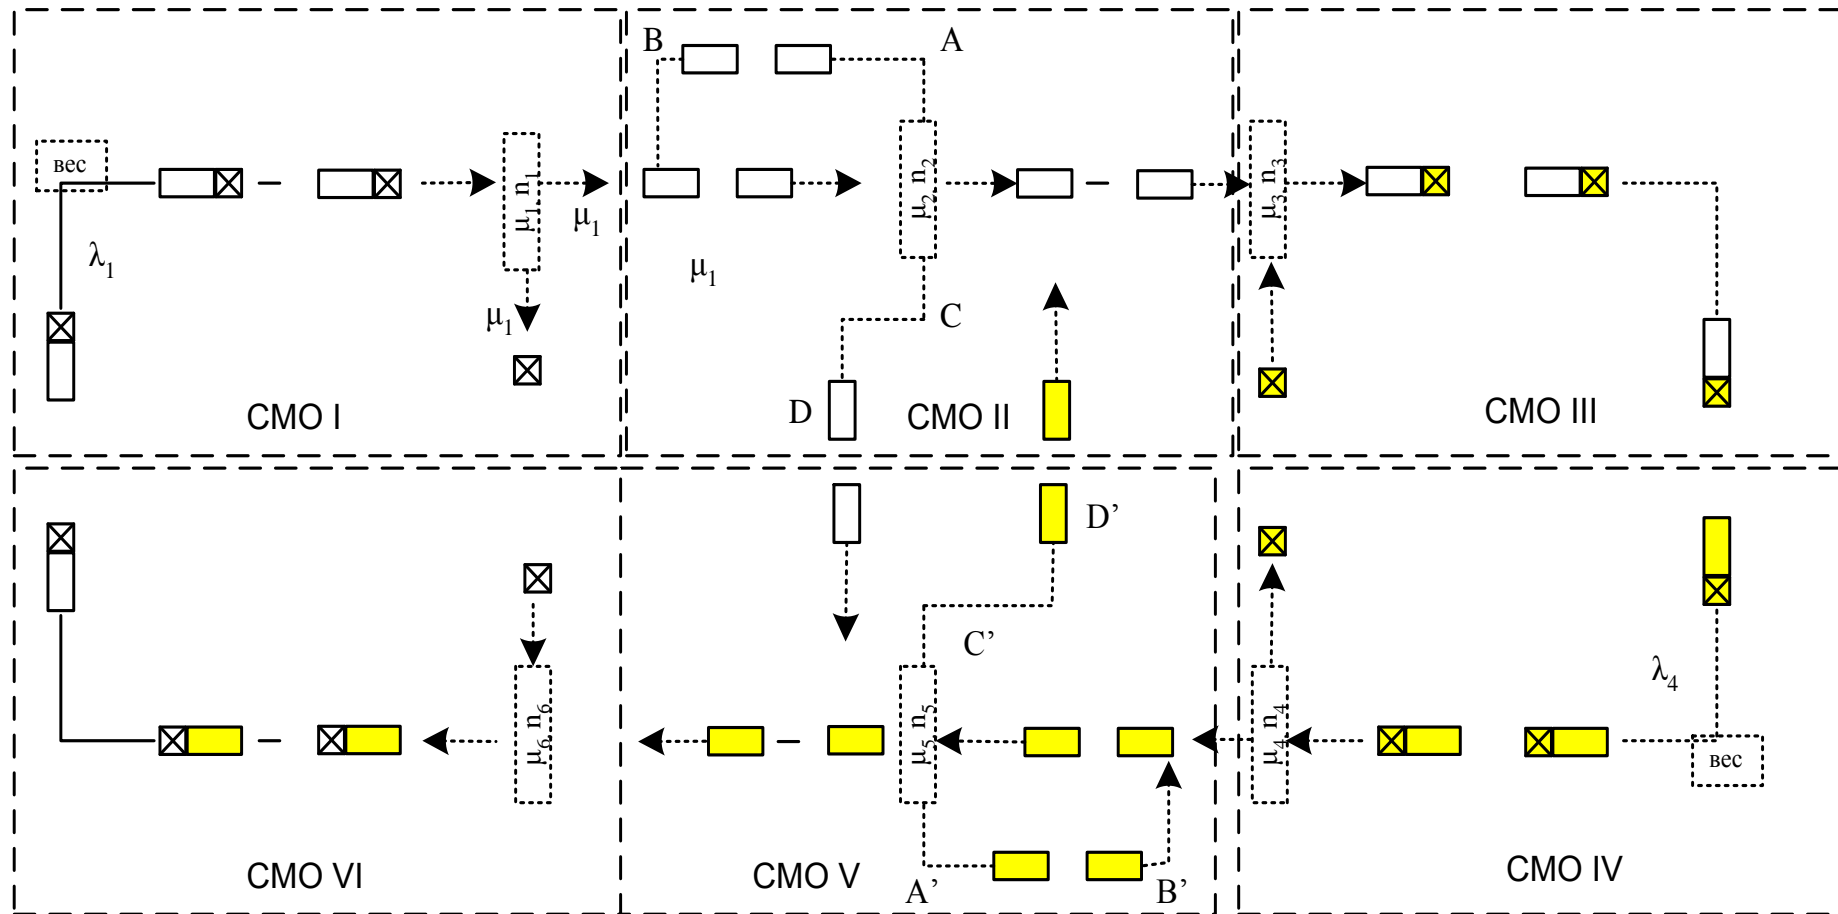 B
A
вес
μ₁ n₁
μ₂ n₂
μ₃ n₃
μ₁
λ₁
μ₁
μ₁
C
D
СМО I
СМО II
СМО III
D’
C’
λ₄
μ₆ n₆
μ₅ n₅
μ₄ n₄
вес
СМО VI
СМО V
A’
B’
СМО IV